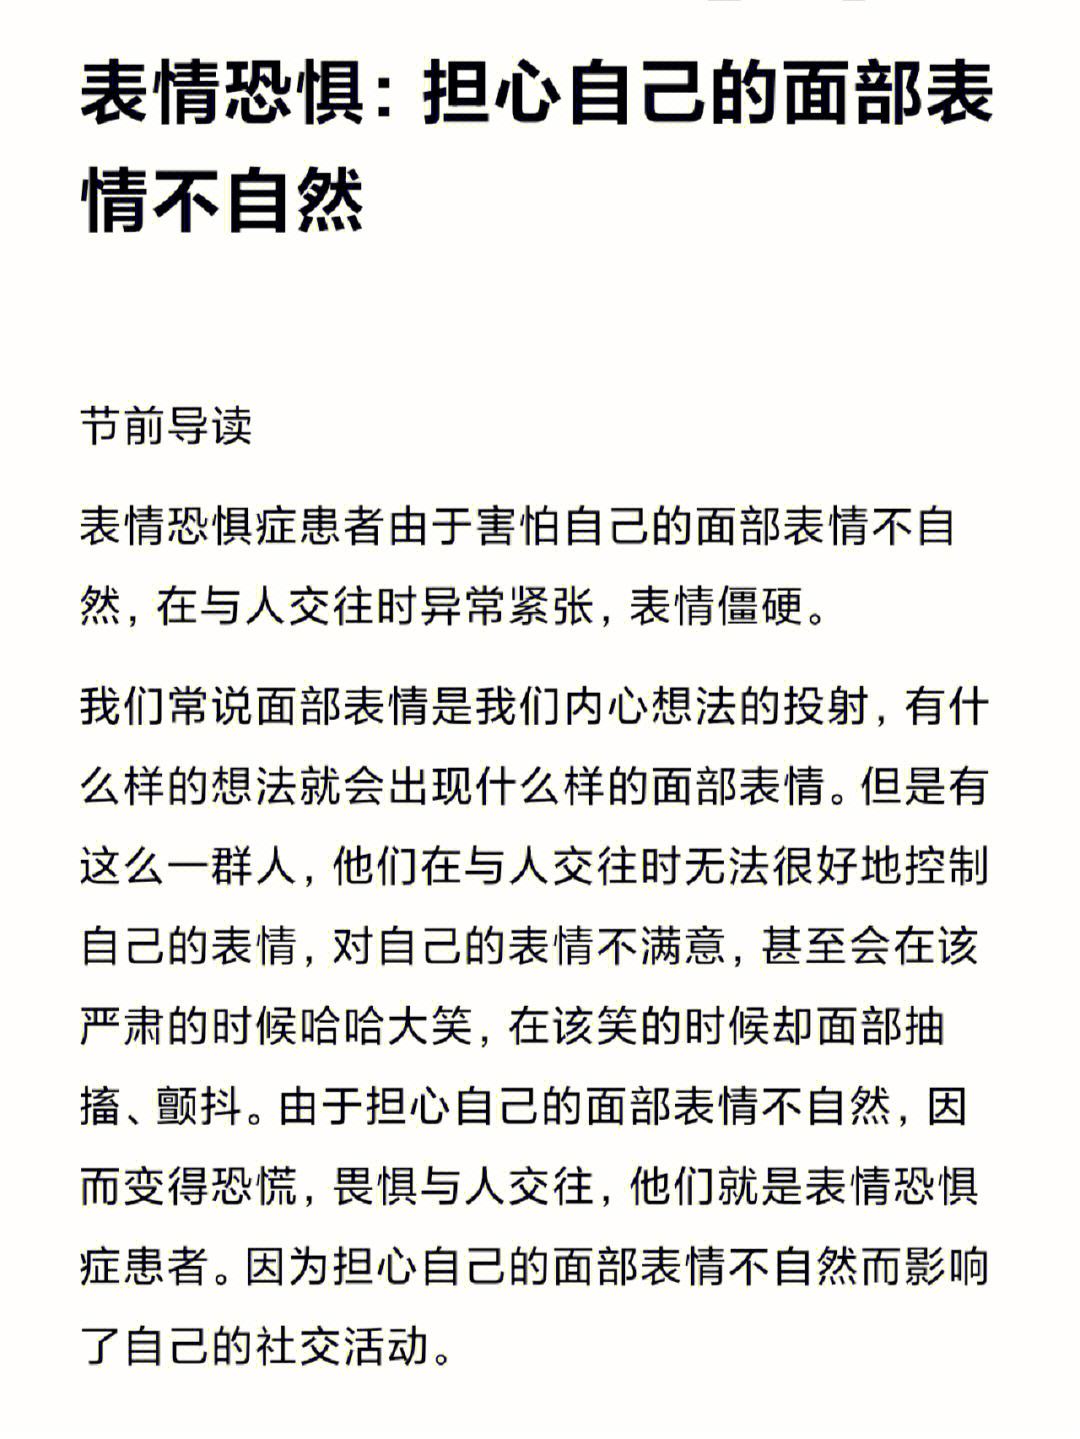 表情恐惧：担心自己的面部表
情不自然
节前导读
表情恐惧症患者由于害怕自己的面部表情不自
然，在与人交往时异常紧张，表情僵硬。
我们常说面部表情是我们内心想法的投射，有什
么样的想法就会出现什么样的面部表情。但是有
这么一群人，他们在与人交往时无法很好地控制
自己的表情，对自己的表情不满意，甚至会在该
严肃的时候哈哈大笑，在该笑的时候却面部抽
搐、颤抖。由于担心自己的面部表情不自然，因
而变得恐慌，畏惧与人交往，他们就是表情恐惧
症患者。因为担心自己的面部表情不自然而影响
了自己的社交活动。